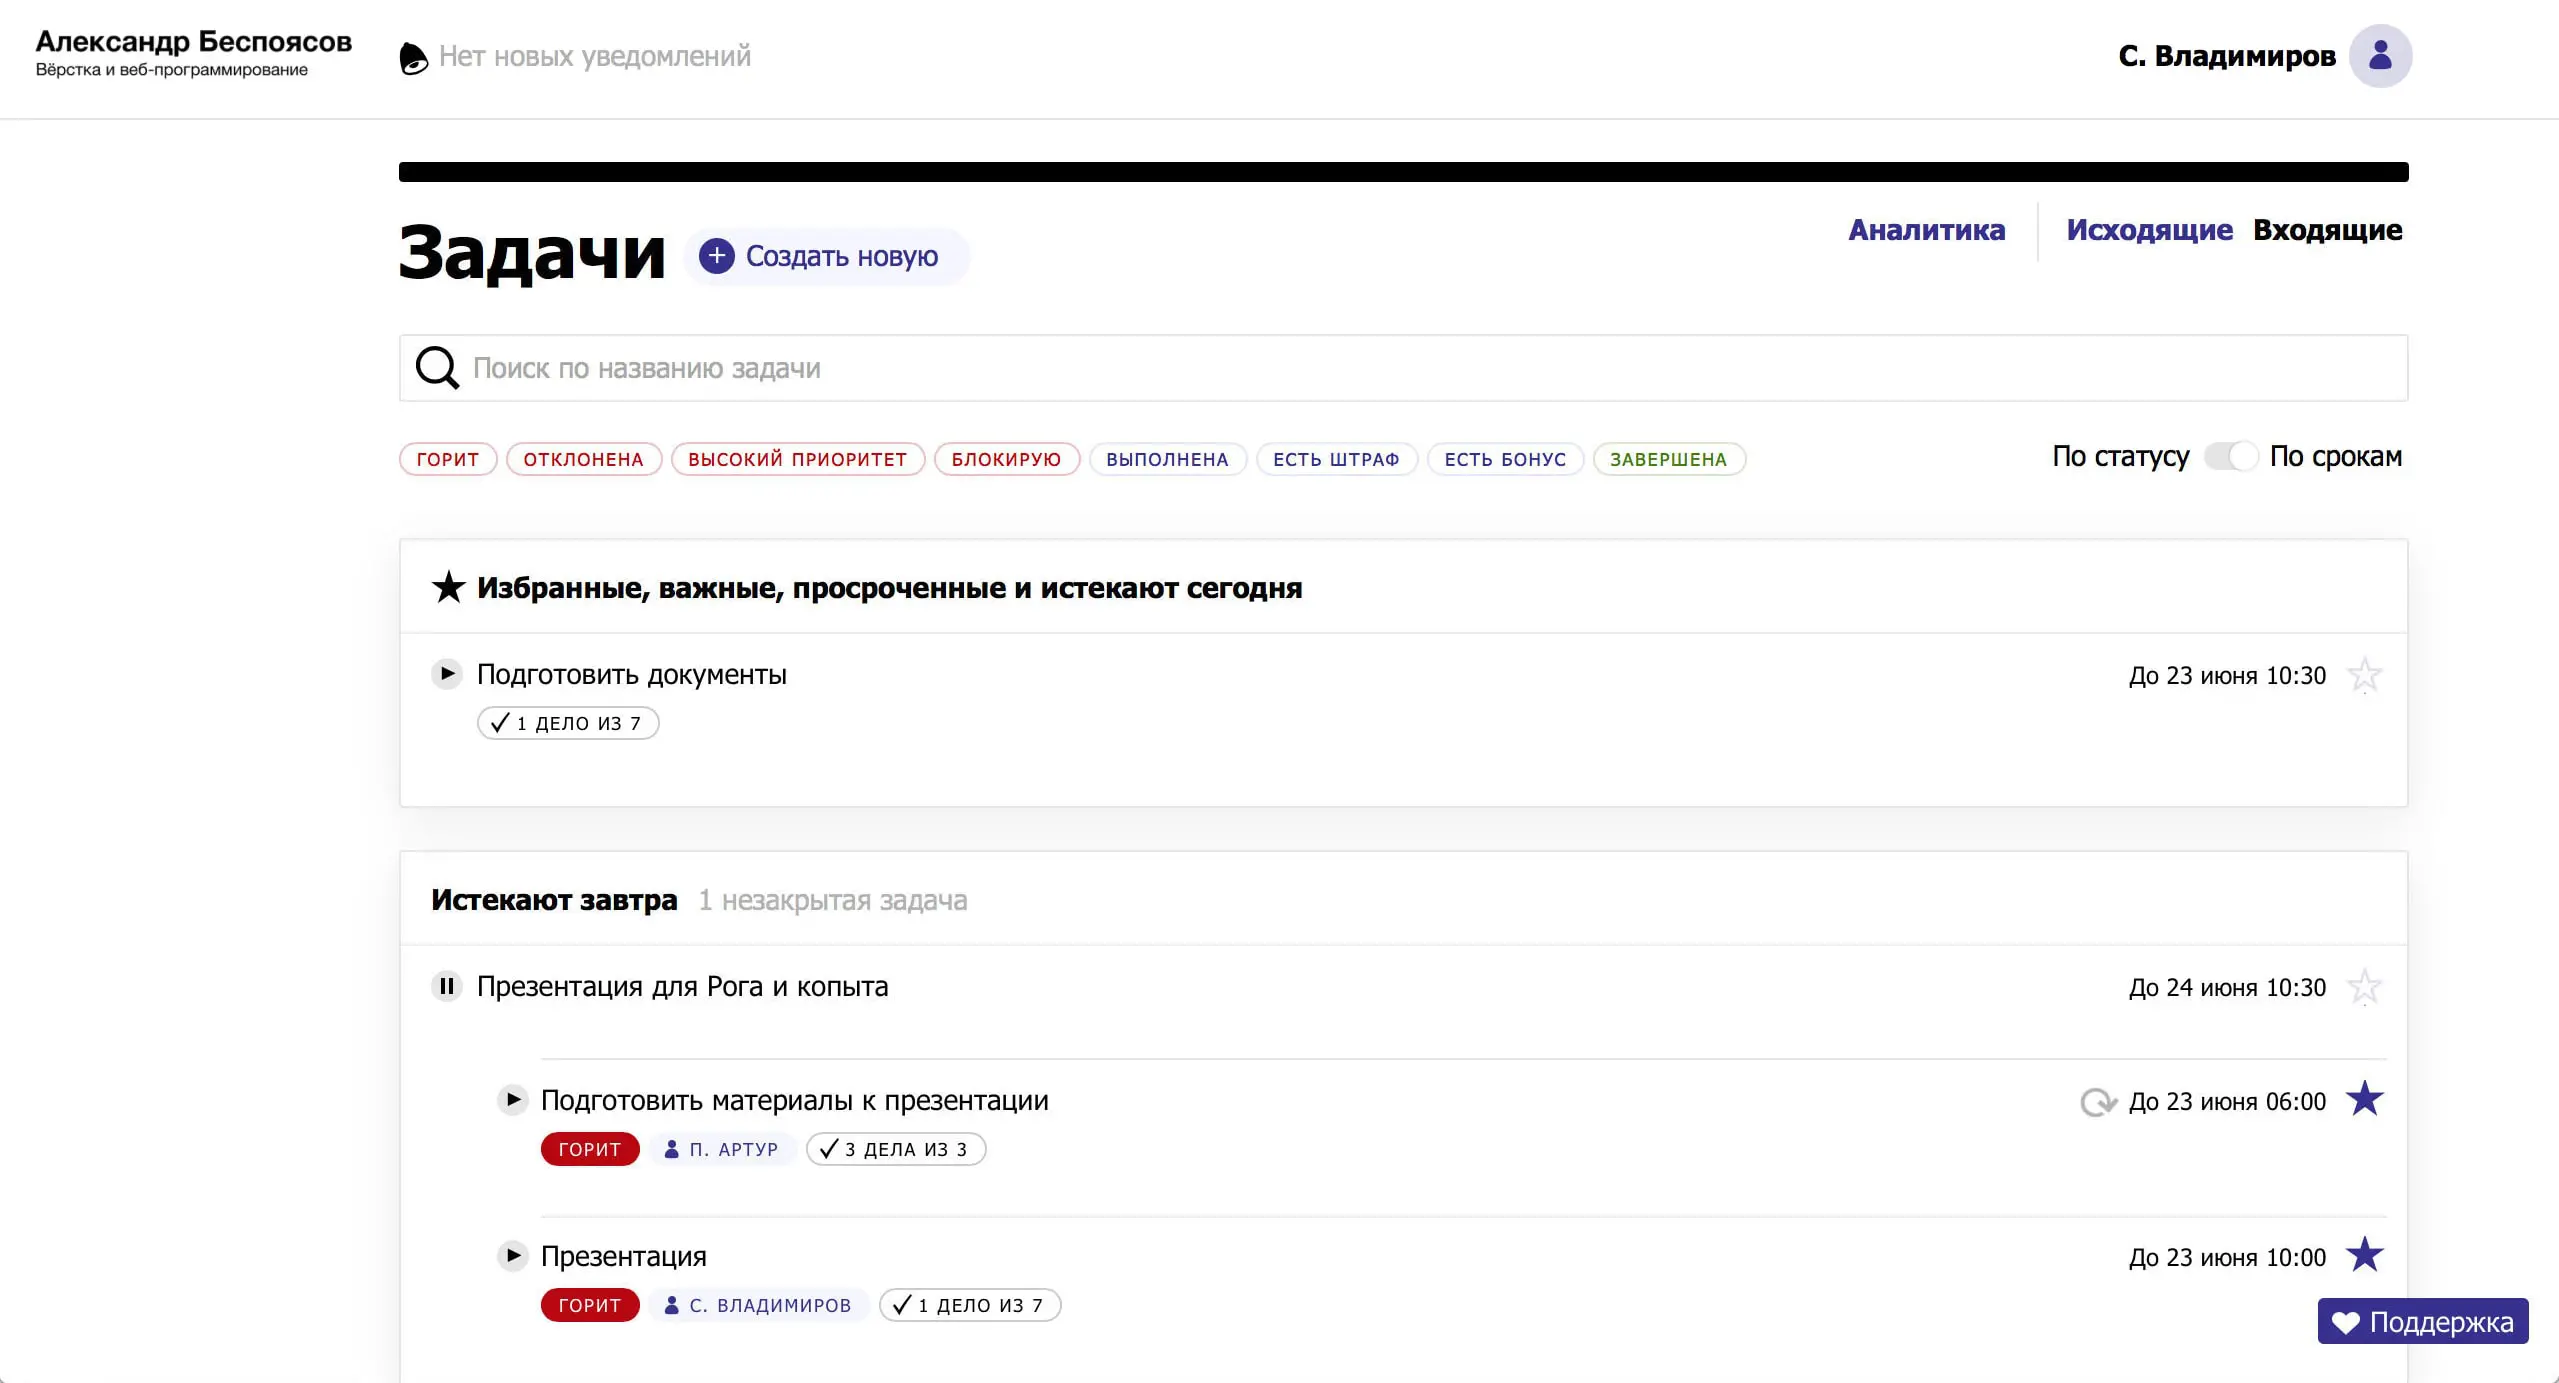 Александр Беспоясов
Вёрстка и веб-программирование
Нет новых уведомлений
С. Владимиров
Задачи
Создать новую
Аналитика
Исходящие
Входящие
Поиск по названию задачи
ГОРИТ
ОТКЛОНЕНА
ВЫСОКИЙ ПРИОРИТЕТ
БЛОКИРУЮ
ВЫПОЛНЕНА
ЕСТЬ ШТРАФ
ЕСТЬ БОНУС
ЗАВЕРШЕНА
По статусу
По срокам
Избранные, важные, просроченные и истекают сегодня
Подготовить документы
До 23 июня 10:30
1 ДЕЛО ИЗ 7
Истекают завтра
1 незакрытая задача
Презентация для Рога и копыта
До 24 июня 10:30
Подготовить материалы к презентации
До 23 июня 06:00
ГОРИТ
П. АРТУР
3 ДЕЛА ИЗ 3
Презентация
До 23 июня 10:00
ГОРИТ
С. ВЛАДИМИРОВ
1 ДЕЛО ИЗ 7
Поддержка